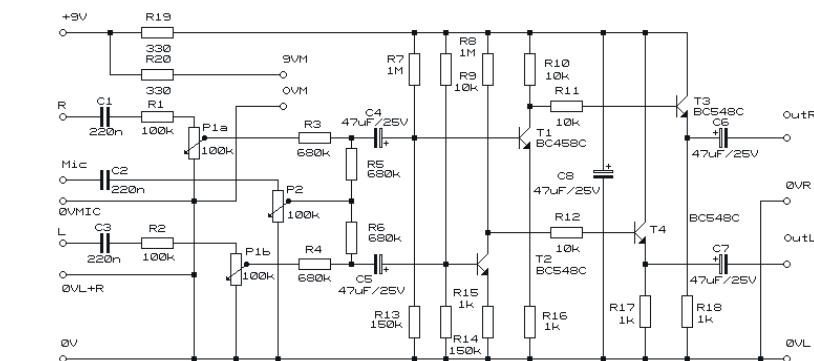 +9V
R19
330
R20
330
9VM
0VM
R7
1M
R8
1M
R9
10k
R10
10k
R11
10k
T3
BC548C
R
C1
220n
R1
100k
P1a
100k
R3
680k
C4
47uF/25V
T1
BC458C
C6
47uF/25V
OutR
Mic
C2
220n
R5
680k
C8
47uF/25V
0VMIC
P2
100k
0VR
BC548C
L
C3
220n
R2
100k
P1b
100k
R4
680k
R6
680k
C5
47uF/25V
R12
10k
T4
T2
BC548C
C7
47uF/25V
OutL
0VL+R
R13
150k
R15
1k
R14
150k
R16
1k
R17
1k
R18
1k
0V
0VL